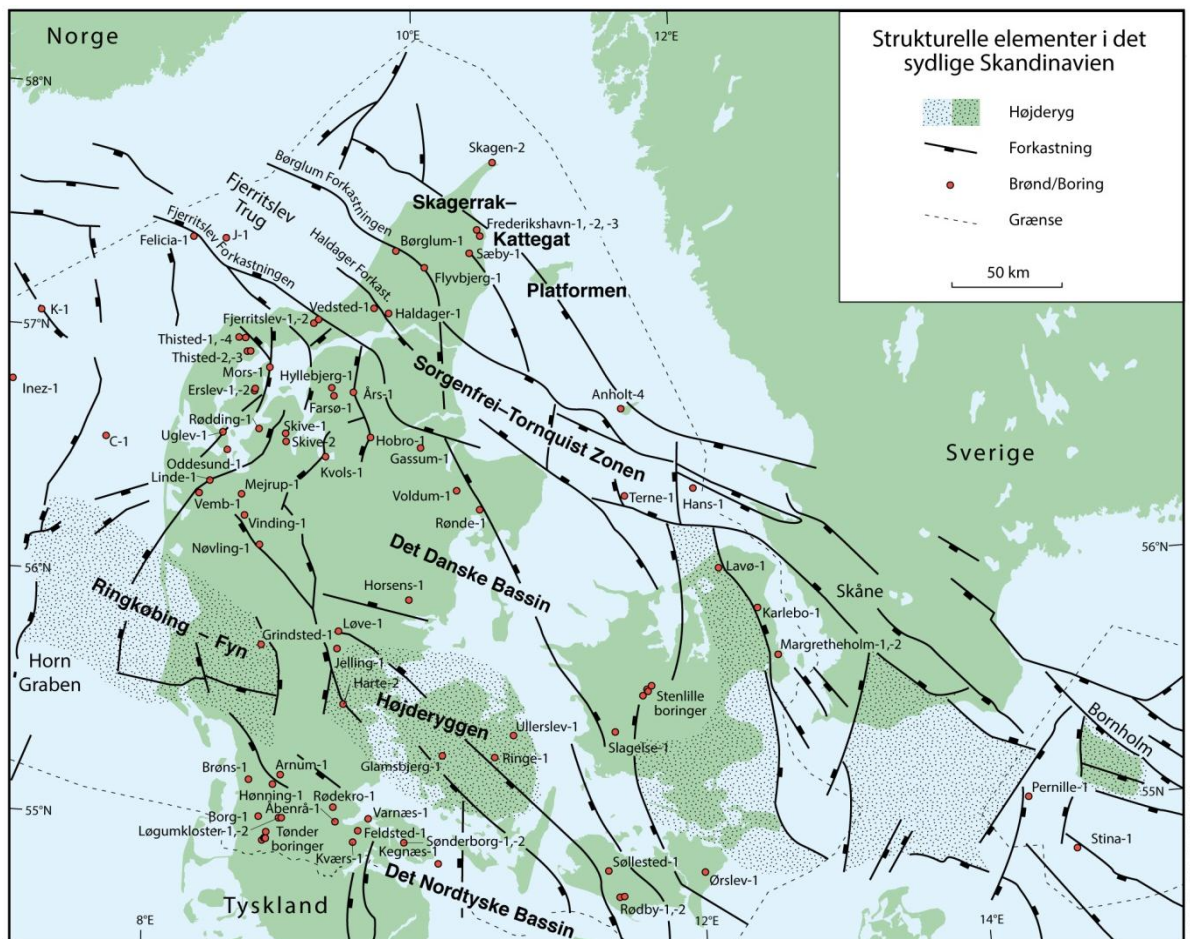 Norge
10°E
12°E
58°N
Strukturelle elementer i det
sydlige Skandinavien
Højderyg
Forkastning
Brønd/Boring
Grænse
50 km
Skagen-2
Børglum Forkastningen
Fjerritslev
Trug
Skagerrak–
Kattegat
Platformen
Frederikshavn-1, -2, -3
Fjerritslev Forkastningen
Felicia-1
J-1
Haldager Forkast.
Børglum-1
Sæby-1
Flyvbjerg-1
K-1
57°N
Vedsted-1
Haldager-1
Fjerritslev-1,-2
Thisted-1, -4
Thisted-2,-3
Mors-1
Inez-1
Erslev-1,-2
Hyllebjerg-1
Års-1
Farsø-1
Sorgenfrei–Tornquist Zonen
Anholt-4
Rødding-1
Uglev-1
Skive-1
Skive-2
C-1
Hobro-1
Gassum-1
Sverige
Oddesund-1
Kvols-1
Linde-1
Mejrup-1
Vemb-1
Voldum-1
Terne-1
Hans-1
Vinding-1
Rønde-1
Nøvling-1
Det Danske Bassin
56°N
56°N
Lavø-1
Horsens-1
Skåne
Karlebo-1
Ringkøbing – Fyn
Højderyggen
Løve-1
Grindsted-1
Margretheholm-1,-2
Horn
Graben
Jelling-1
Harte-2
Stenlille
boringer
Ullerslev-1
Slagelse-1
Bornholm
Glamsbjerg-1
Ringe-1
Arnum-1
Brøns-1
Hønning-1
Rødekro-1
55°N
55N
Pernille-1
Åbenrå-1
Borg-1
Varnæs-1
Løgumkloster-1,-2
Tønder
boringer
Feldsted-1
Sønderborg-1,-2
Kværs-1
Kegnæs-1
Stina-1
Søllested-1
Ørslev-1
Det Nordtyske Bassin
Rødby-1,-2
Tyskland
8°E
12°E
14°E